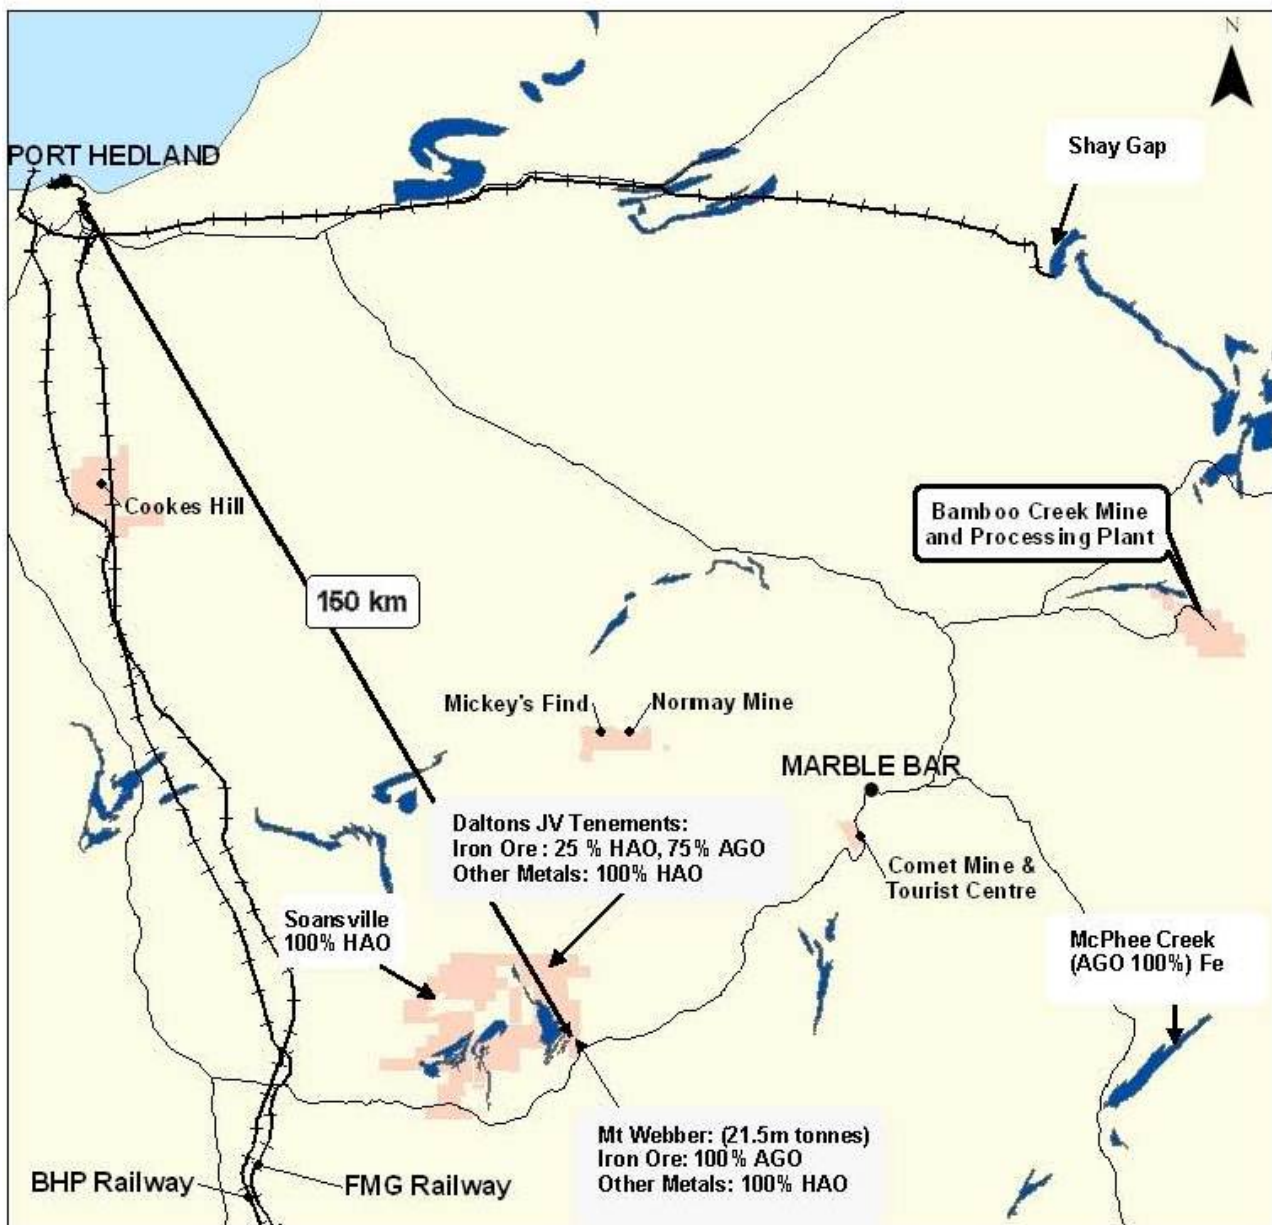 N
Shay Gap
PORT HEDLAND
Cookes Hill
Bamboo Creek Mine
and Processing Plant
150 km
Mickey's Find
Normay Mine
MARBLE BAR
Daltons JV Tenements:
Iron Ore : 25 % HAO, 75% AGO
Other Metals: 100% HAO
Comet Mine &
Tourist Centre
Soansville
100% HAO
McPhee Creek
(AGO 100%) Fe
Mt Webber: (21.5m tonnes)
Iron Ore: 100% AGO
Other Metals: 100% HAO
BHP Railway
FMG Railway